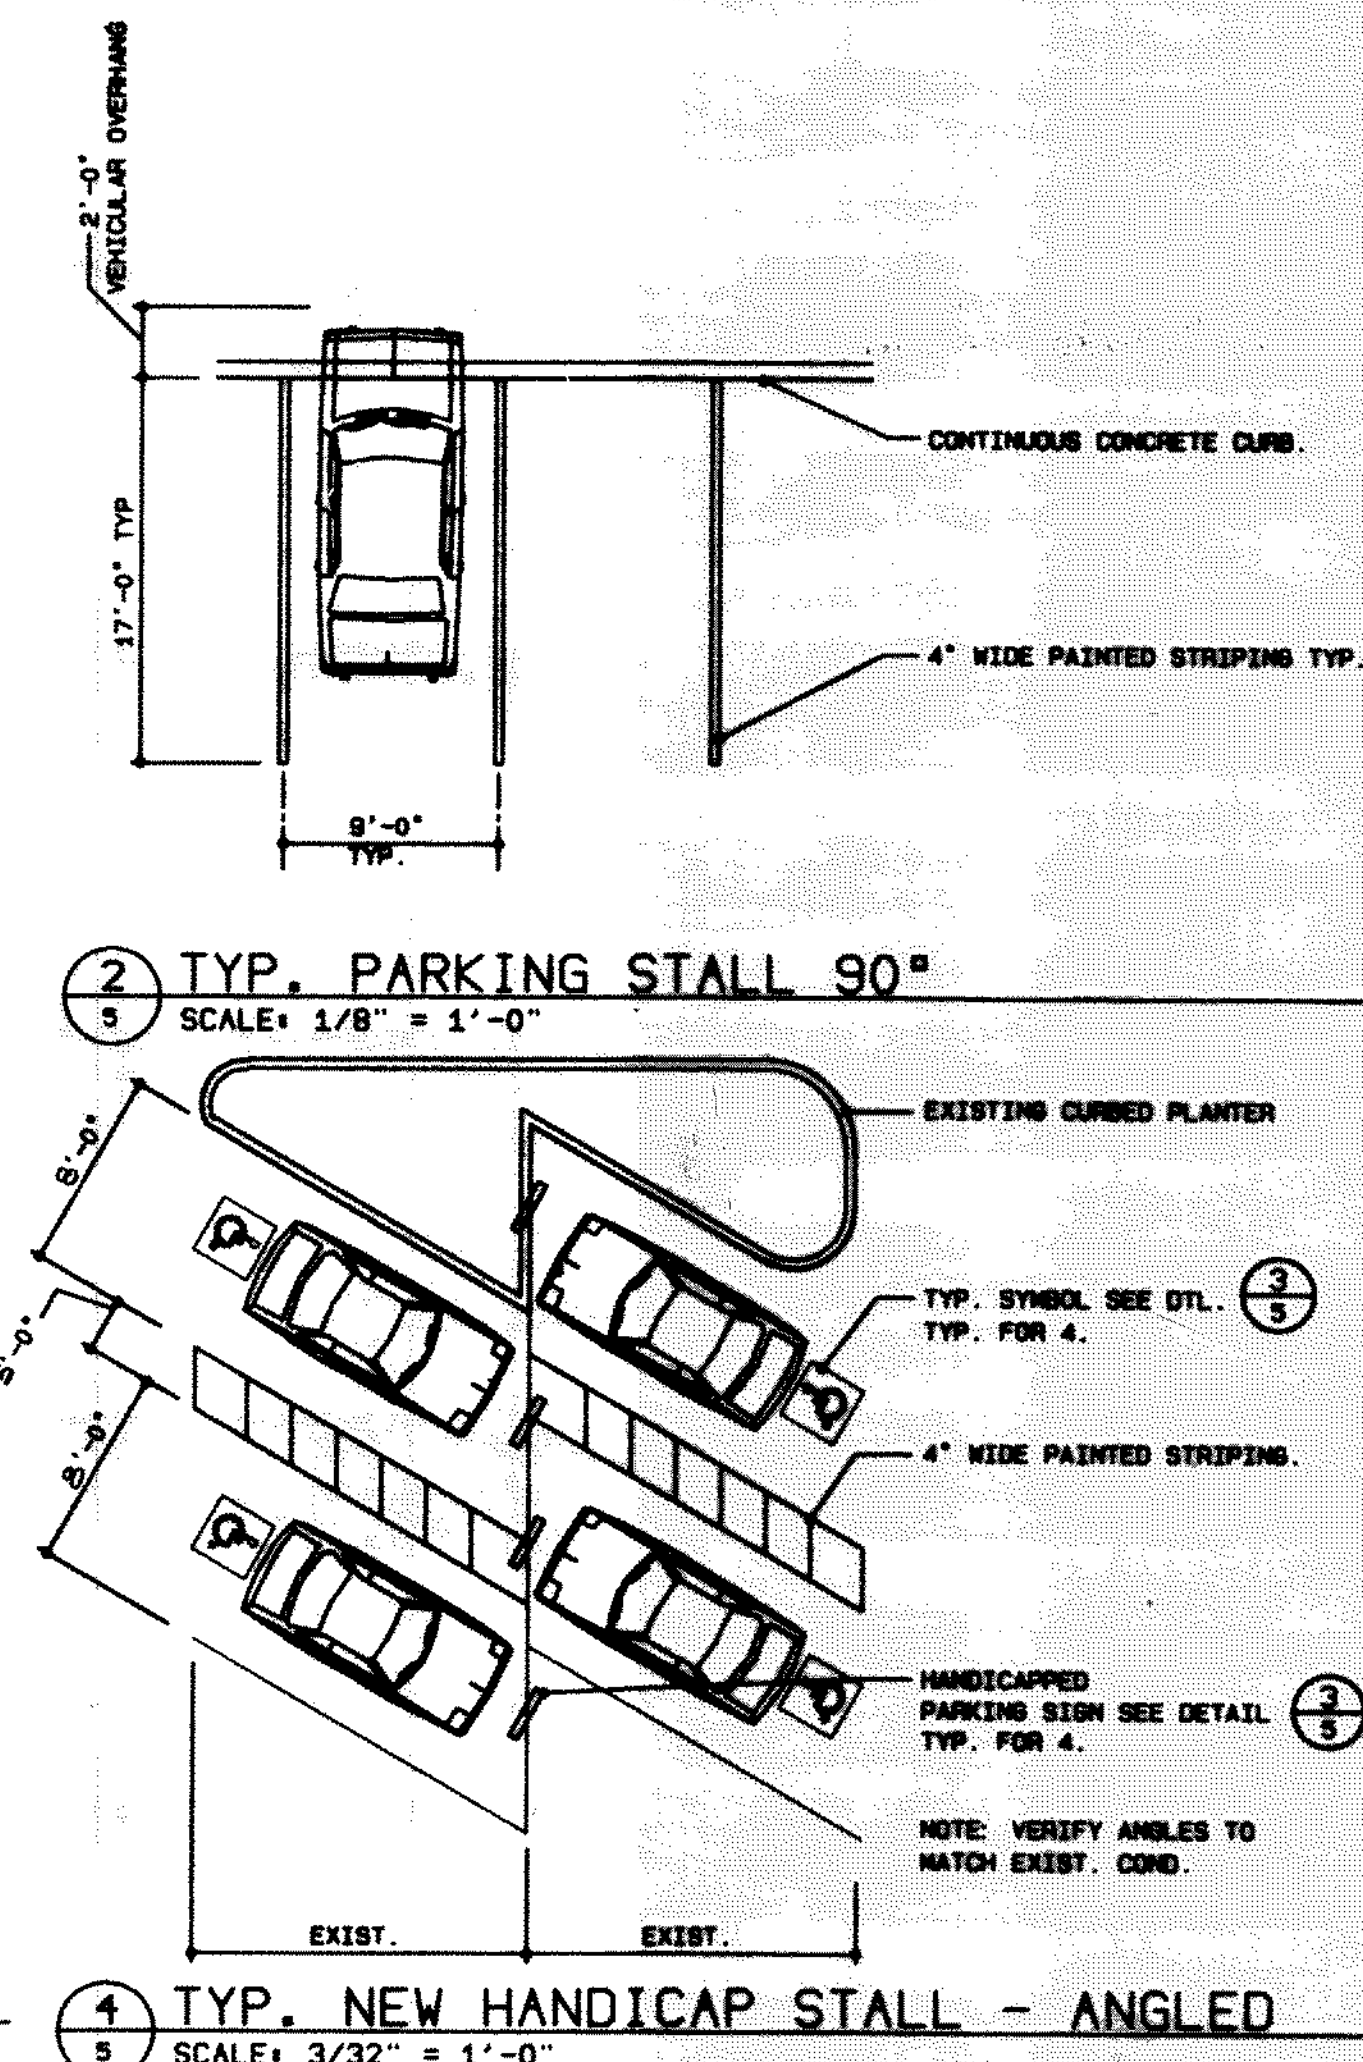 2'-0"
VEHICULAR OVERHANG
CONTINUOUS CONCRETE CURB.
17'-0" TYP
4" WIDE PAINTED STRIPING TYP.
9'-0"
TYP.
2
5
TYP. PARKING STALL 90°
SCALE: 1/8" = 1'-0"
8'-0"
EXISTING CURBED PLANTER
TYP. SYMBOL SEE DTL.
TYP. FOR 4.
3
5
4" WIDE PAINTED STRIPING.
8'-0"
HANDICAPPED
PARKING SIGN SEE DETAIL
TYP. FOR 4.
3
5
NOTE: VERIFY ANGLES TO
MATCH EXIST. COND.
EXIST.
EXIST.
4
5
TYP. NEW HANDICAP STALL - ANGLED
SCALE: 3/32" = 1'-0"